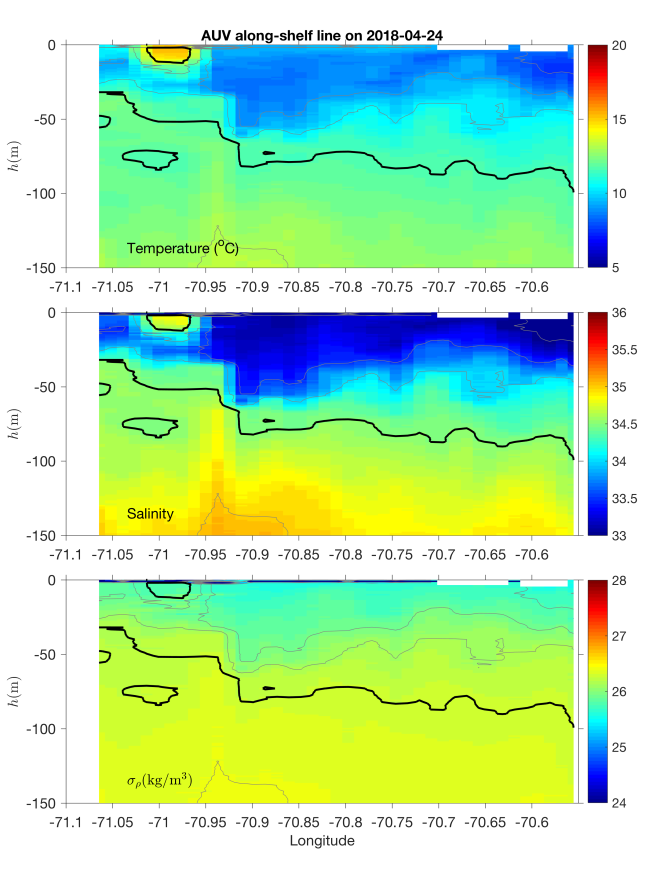 AUV along-shelf line on 2018-04-24
0
-50
-100
-150
h(m)
Temperature (°C)
-71.1 -71.05 -71 -70.95 -70.9 -70.85 -70.8 -70.75 -70.7 -70.65 -70.6
20
15
10
5
0
-50
-100
-150
h(m)
Salinity
-71.1 -71.05 -71 -70.95 -70.9 -70.85 -70.8 -70.75 -70.7 -70.65 -70.6
36
35.5
35
34.5
34
33.5
33
0
-50
-100
-150
h(m)
σρ(kg/m³)
-71.1 -71.05 -71 -70.95 -70.9 -70.85 -70.8 -70.75 -70.7 -70.65 -70.6
Longitude
28
27
26
25
24